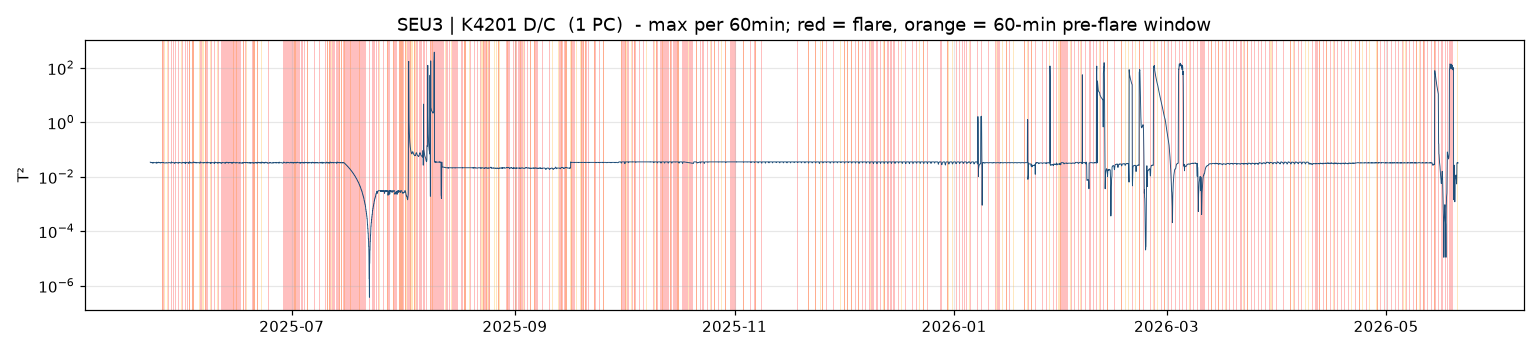 SEU3 | K4201 D/C  (1 PC)  - max per 60min; red = flare, orange = 60-min pre-flare window
T²
10²
10⁰
10⁻²
10⁻⁴
10⁻⁶
2025-07 2025-09 2025-11 2026-01 2026-03 2026-05